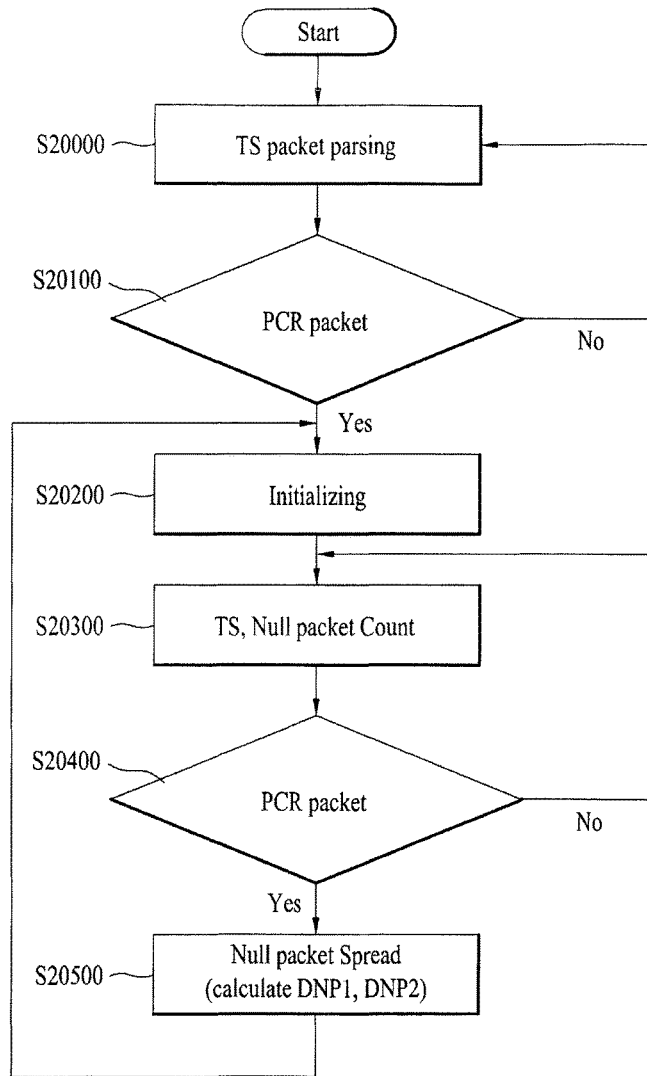 Start
S20000
TS packet parsing
S20100
PCR packet
No
Yes
S20200
Initializing
S20300
TS, Null packet Count
S20400
PCR packet
No
Yes
S20500
Null packet Spread
(calculate DNP1, DNP2)